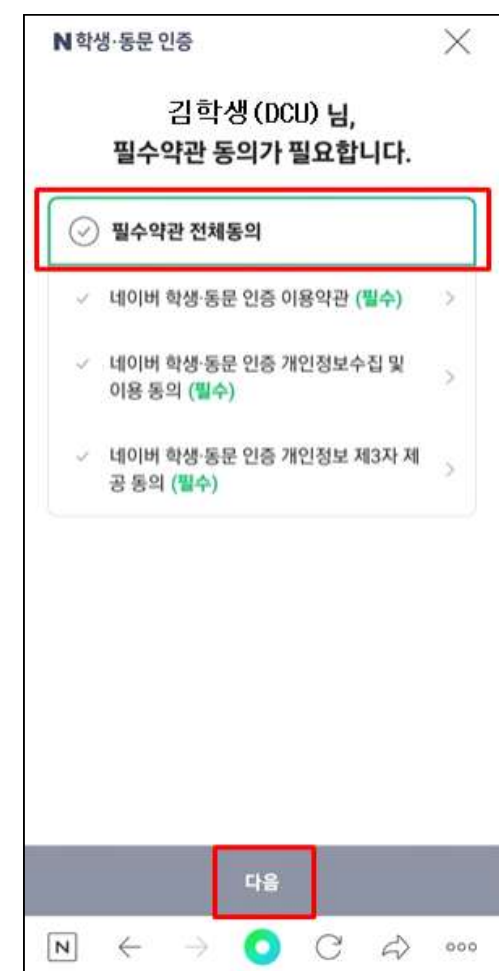 N 학생·동문 인증
김학생(DCU) 님,
필수약관 동의가 필요합니다.
필수약관 전체동의
네이버 학생·동문 인증 이용약관 (필수)
네이버 학생·동문 인증 개인정보수집 및
이용 동의 (필수)
네이버 학생·동문 인증 개인정보 제3자 제
공 동의 (필수)
다음
N